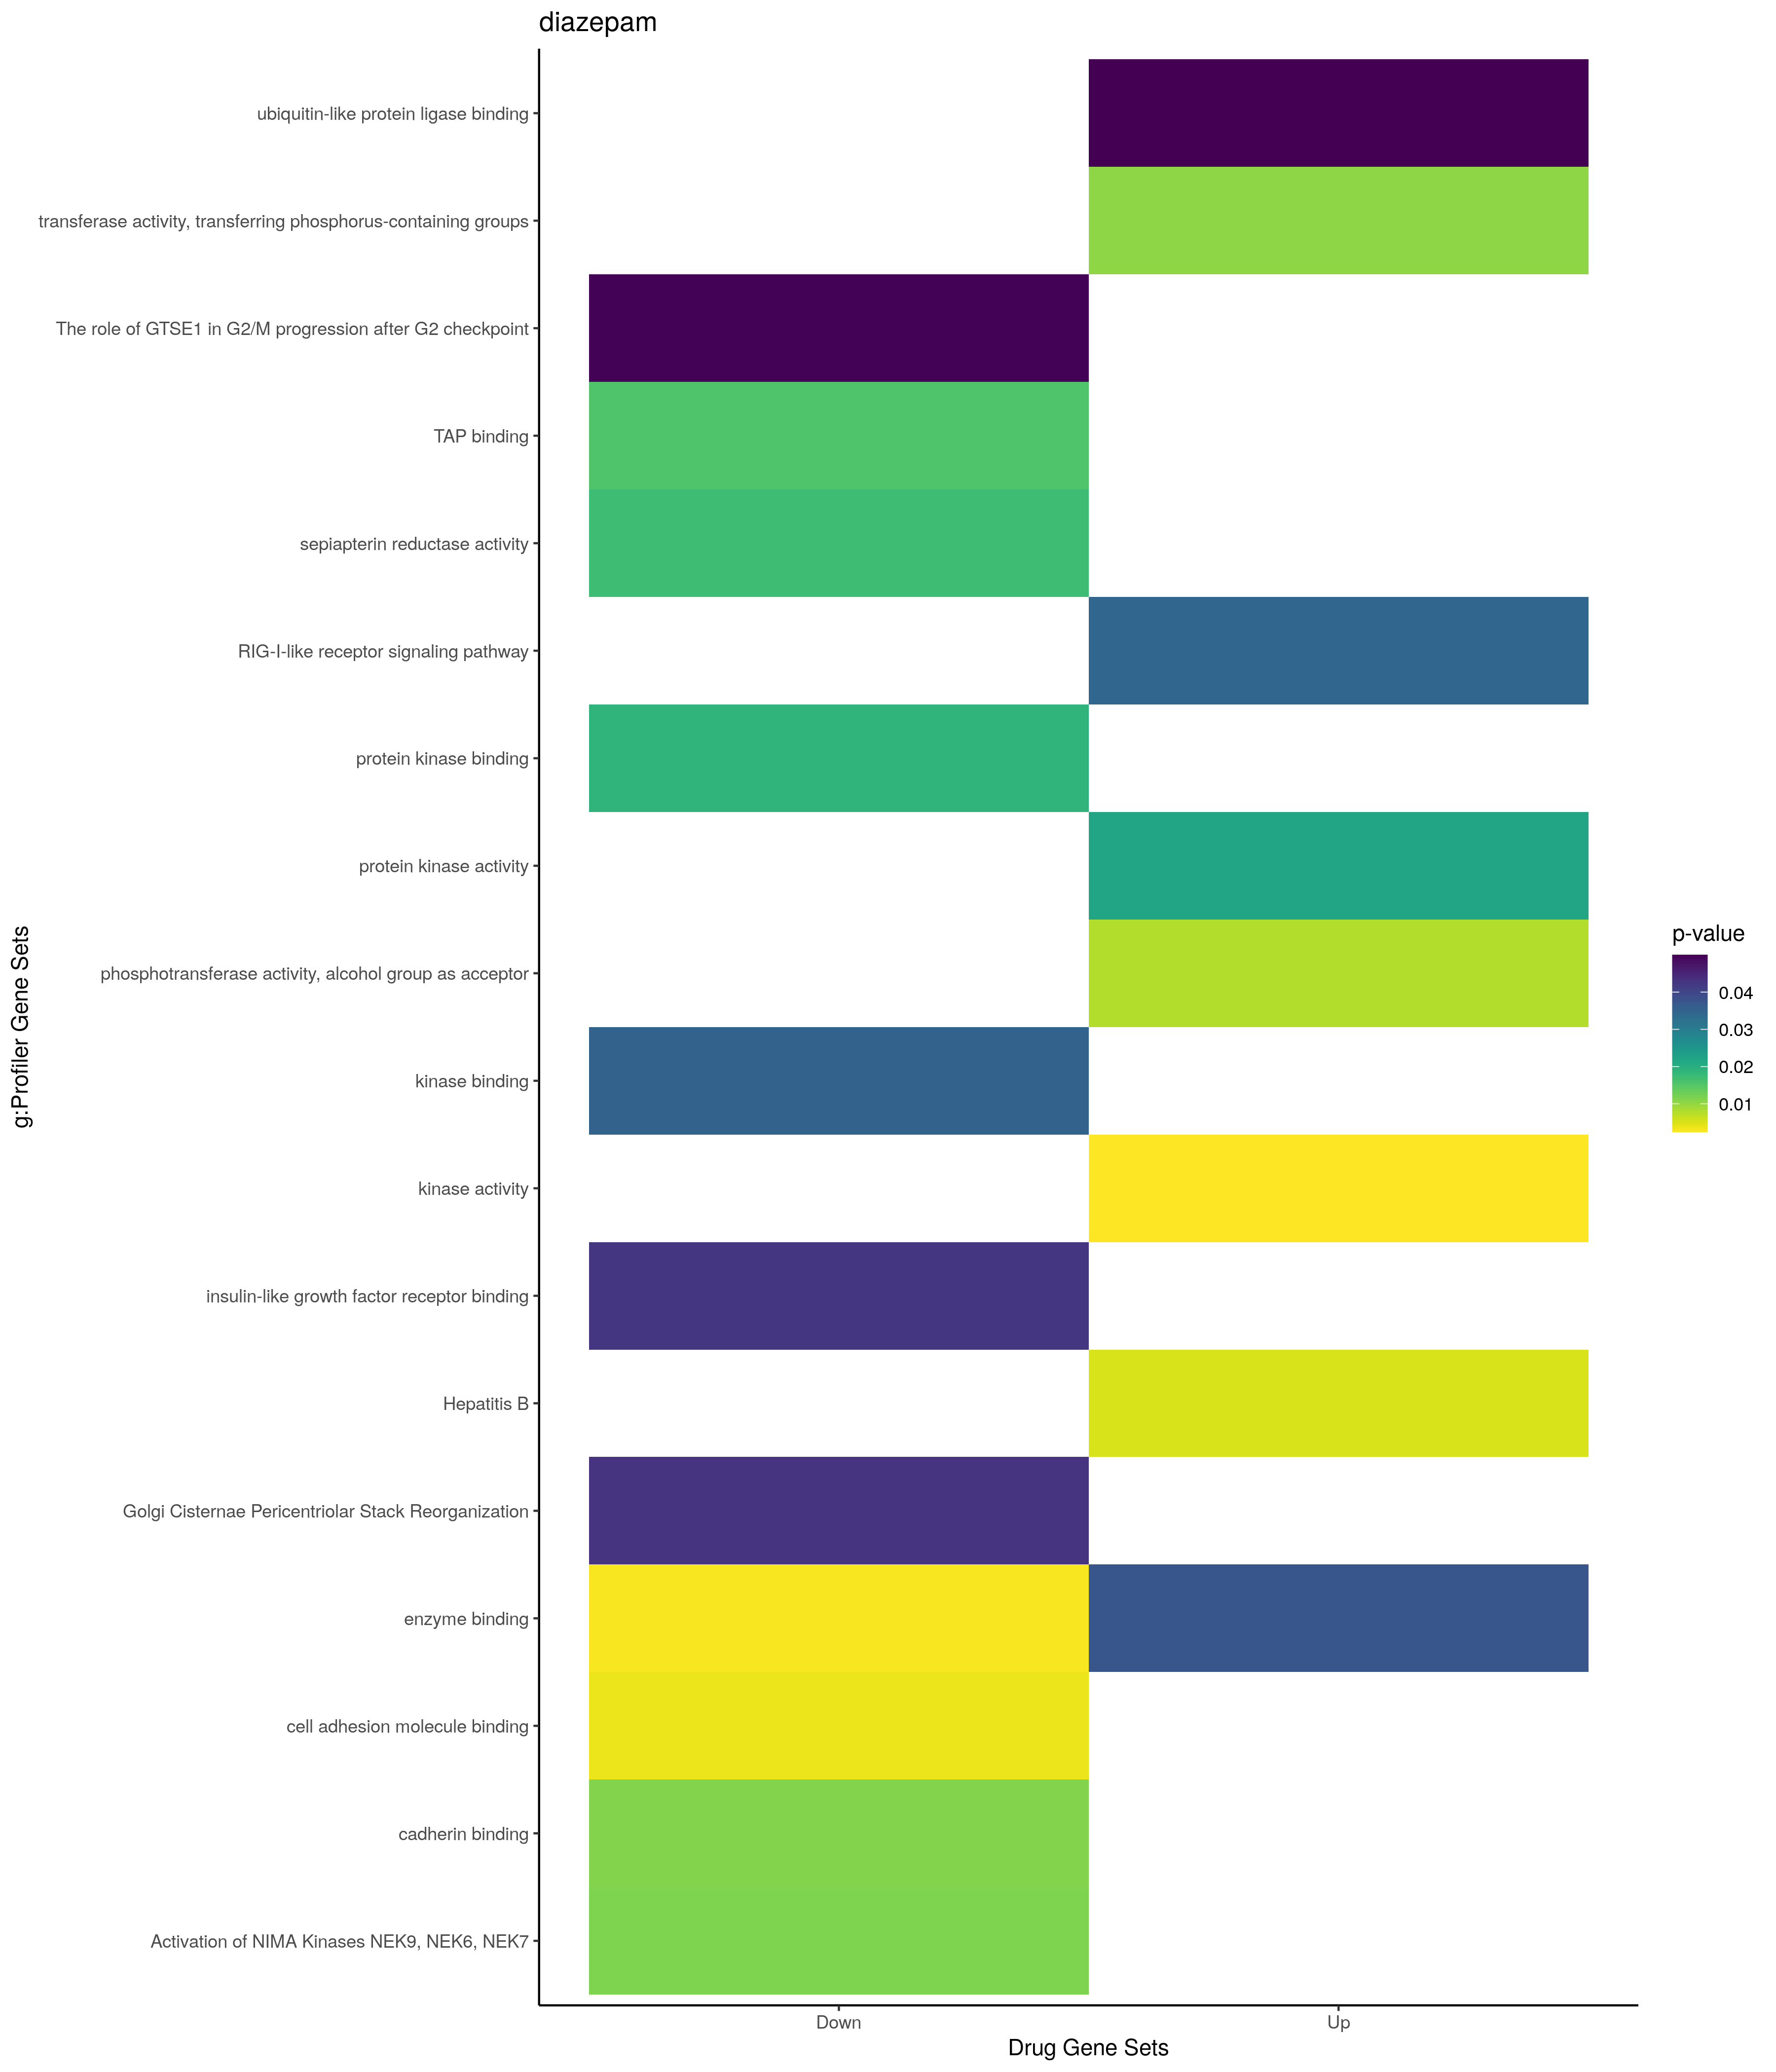 diazepam
g:Profiler Gene Sets
ubiquitin-like protein ligase binding
transferase activity, transferring phosphorus-containing groups
The role of GTSE1 in G2/M progression after G2 checkpoint
TAP binding
sepiapterin reductase activity
RIG-I-like receptor signaling pathway
protein kinase binding
protein kinase activity
phosphotransferase activity, alcohol group as acceptor
kinase binding
kinase activity
insulin-like growth factor receptor binding
Hepatitis B
Golgi Cisternae Pericentriolar Stack Reorganization
enzyme binding
cell adhesion molecule binding
cadherin binding
Activation of NIMA Kinases NEK9, NEK6, NEK7
Down
Up
Drug Gene Sets
p-value
0.04
0.03
0.02
0.01